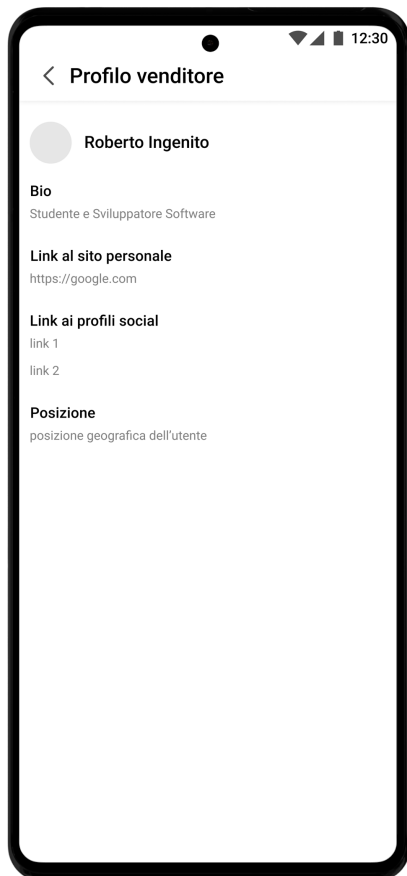 12:30
Profilo venditore
Roberto Ingenito
Bio
Studente e Sviluppatore Software
Link al sito personale
https://google.com
Link ai profili social
link 1
link 2
Posizione
posizione geografica dell'utente